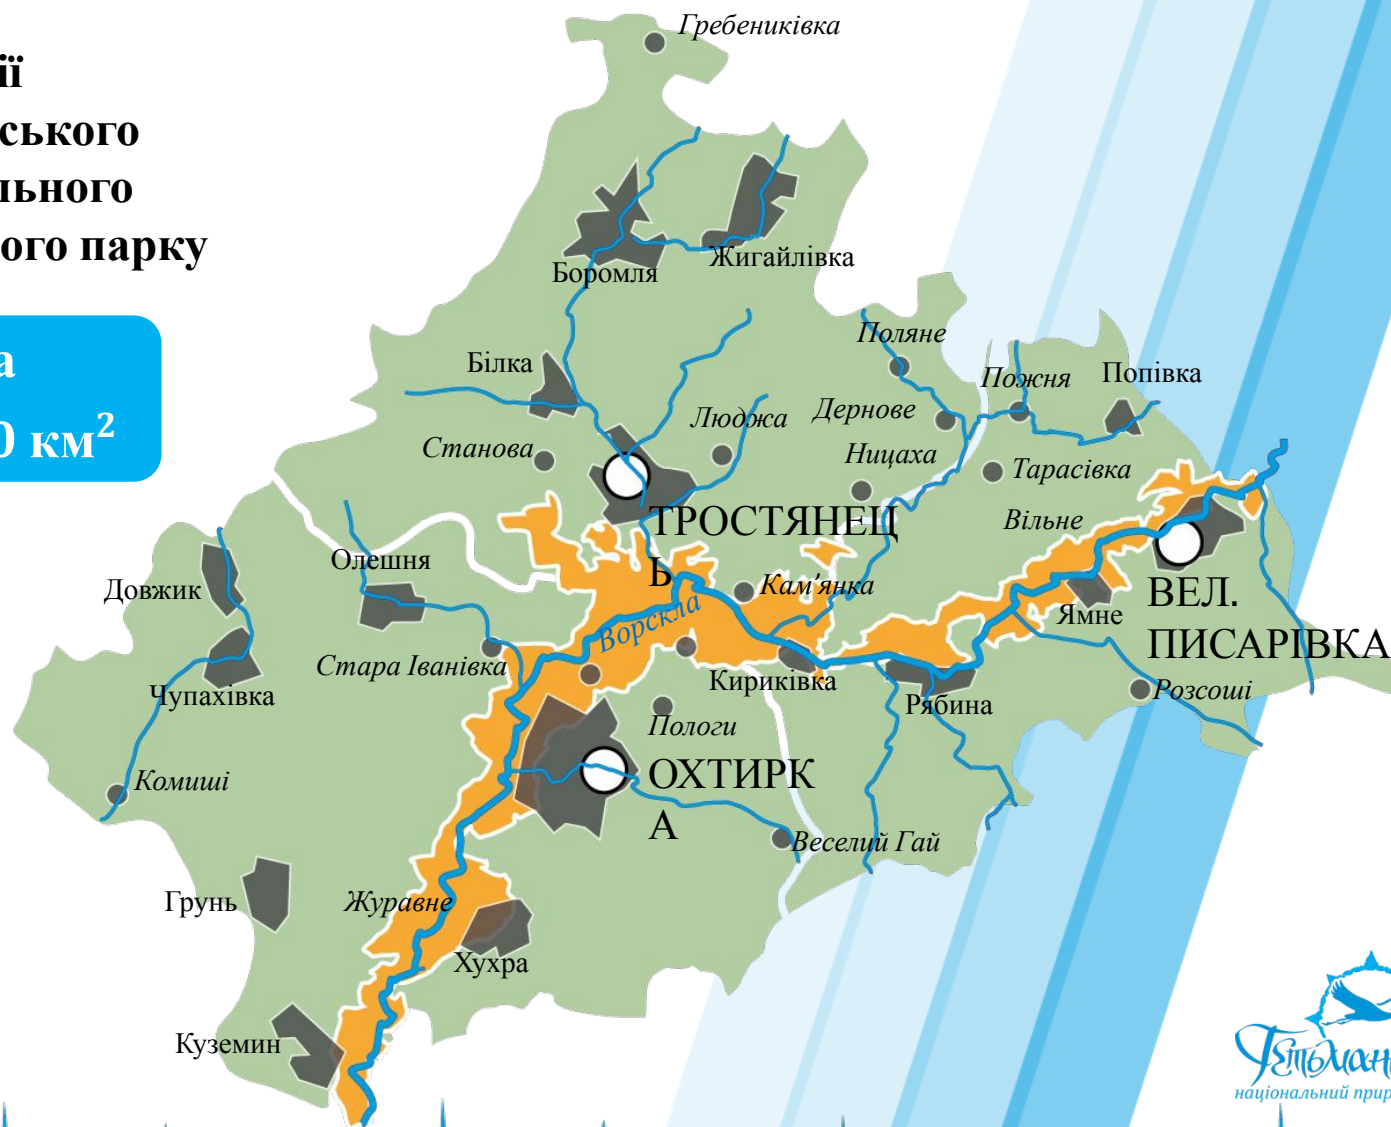 Гребениківка
ії
ського
льного
ого парку
Жигайлівка
Боромля
а
0 км²
Поляне
Білка
Пожня
Попівка
Люджа
Дернове
Станова
Ницаха
Тарасівка
Вільне
ТРОСТЯНЕЦ
Ь
Олешня
Кам'янка
Довжик
ВЕЛ.
ПИСАРІВКА
Ямне
Ворскла
Стара Іванівка
Чупахівка
Кириківка
Рябина
Розсоші
Пологи
ОХТИРК
А
Комиші
Веселий Гай
Грунь
Журавне
Хухра
Куземин
Гетьман
національний прир